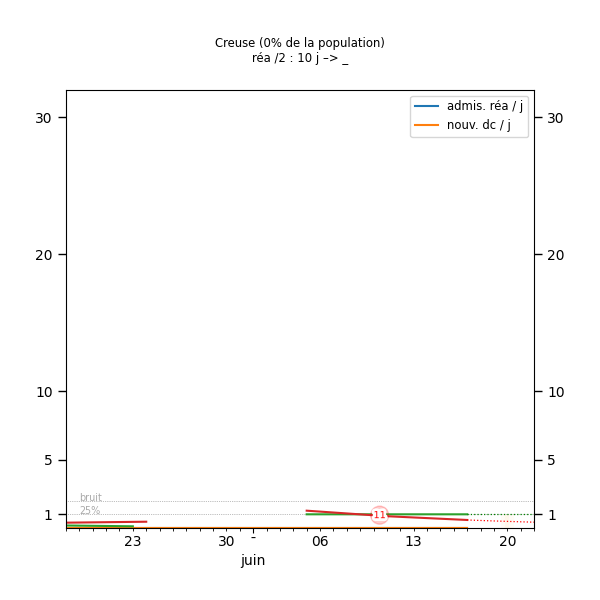 Creuse (0% de la population)
réa /2 : 10 j –> _
admis. réa / j
nouv. dc / j
30 30
20 20
10 10
5 5
bruit
25%
1 11 1
23 30 06 13 20
juin